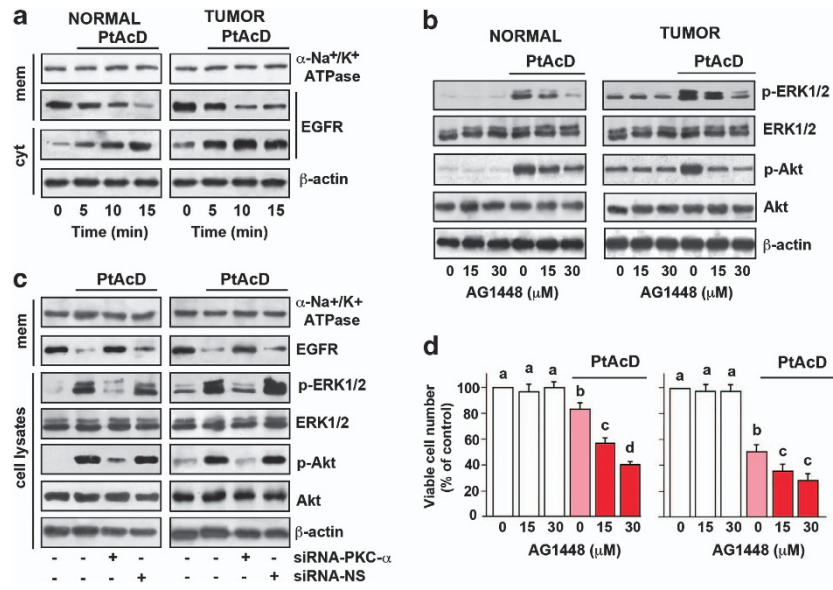 a
NORMAL
TUMOR
PtAcD
PtAcD
mem
cyt
α-Na+/K+
ATPase
EGFR
β-actin
0 5 10 15
0 5 10 15
Time (min)
Time (min)
b
NORMAL
TUMOR
PtAcD
PtAcD
p-ERK1/2
ERK1/2
p-Akt
Akt
β-actin
0 15 30 0 15 30
0 15 30 0 15 30
AG1448 (μM)
AG1448 (μM)
c
PtAcD
PtAcD
mem
cell lysates
α-Na+/K+
ATPase
EGFR
p-ERK1/2
ERK1/2
p-Akt
Akt
β-actin
- - + - - - + - siRNA-PKC-α
- - - + - - - + siRNA-NS
d
PtAcD
PtAcD
Viable cell number
(% of control)
100
80
60
40
20
0
a a a b c d
a a a b c c
0 15 30 0 15 30
0 15 30 0 15 30
AG1448 (μM)
AG1448 (μM)